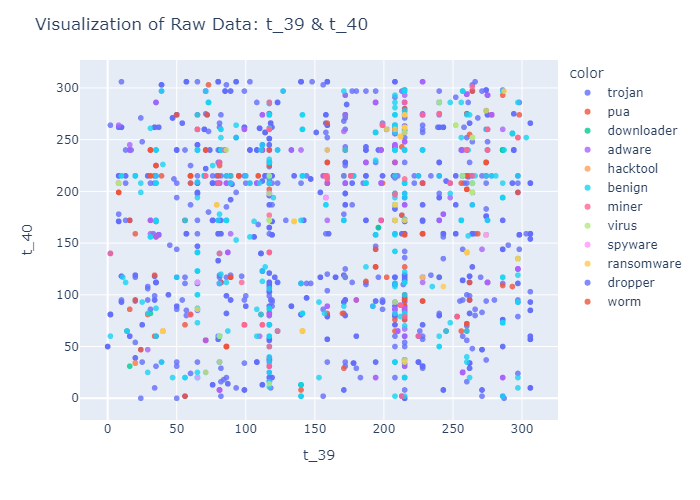 Visualization of Raw Data: t_39 & t_40
color
trojan
pua
downloader
adware
hacktool
benign
miner
virus
spyware
ransomware
dropper
worm
t_40
300
250
200
150
100
50
0
0 50 100 150 200 250 300
t_39